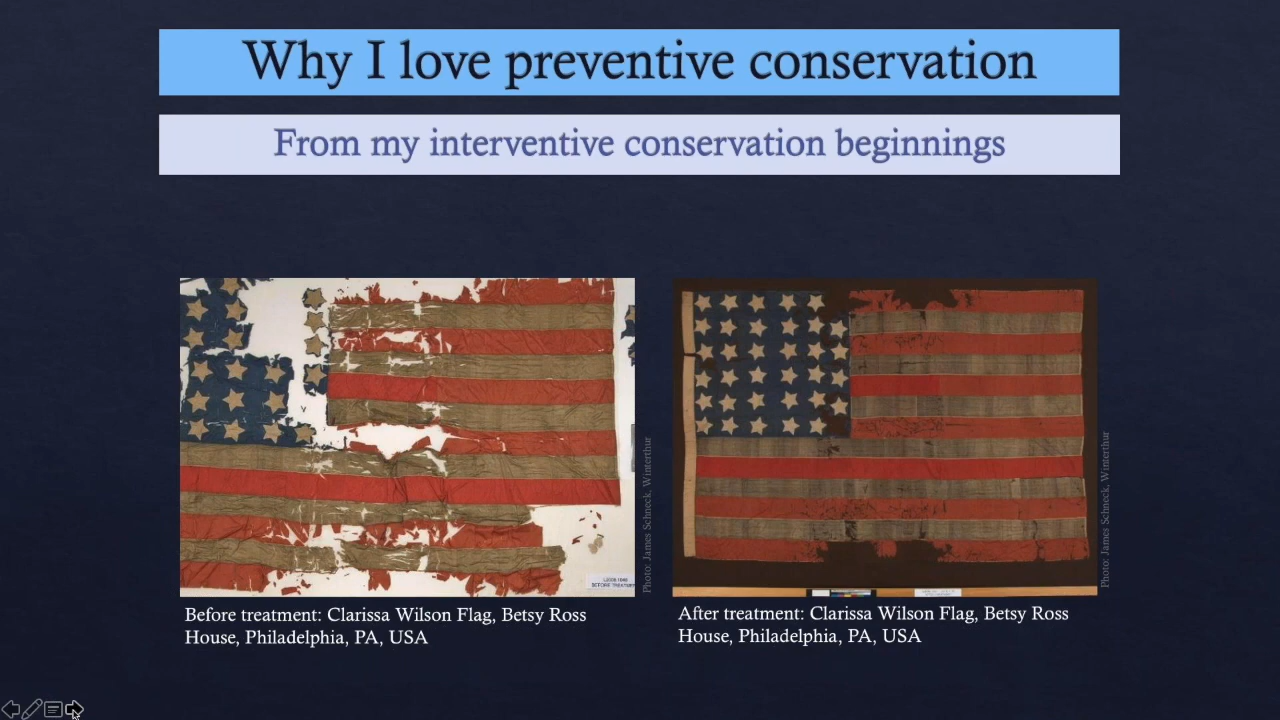 Why I love preventive conservation
From my interventive conservation beginnings
Photo: James Schneck, Winterthur
Photo: James Schneck, Winterthur
BEFORE TREATMENT
Before treatment: Clarissa Wilson Flag, Betsy Ross
House, Philadelphia, PA, USA
After treatment: Clarissa Wilson Flag, Betsy Ross
House, Philadelphia, PA, USA